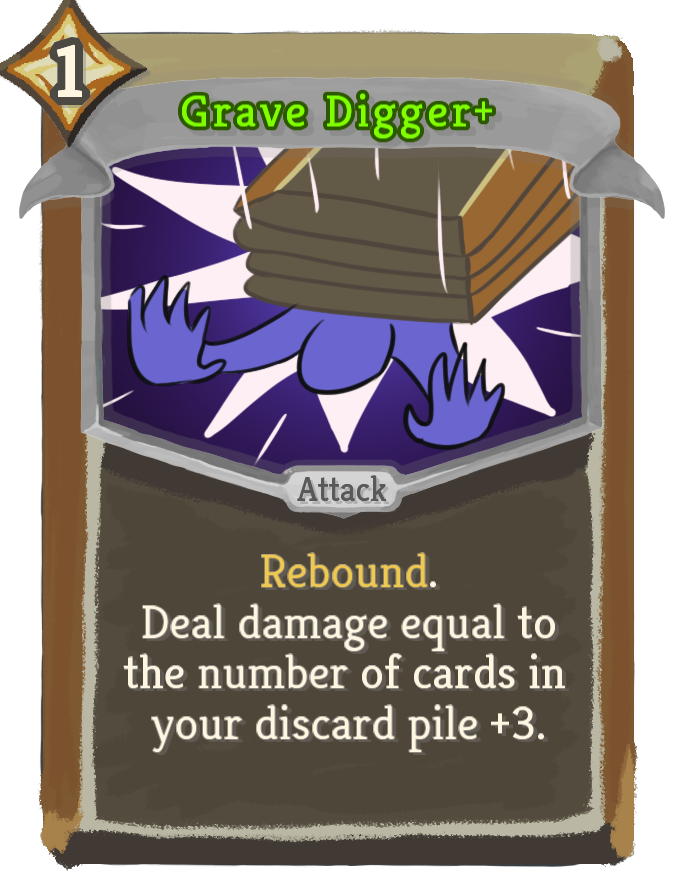 1
Grave Digger+
Attack
Rebound.
Deal damage equal to
the number of cards in
your discard pile +3.